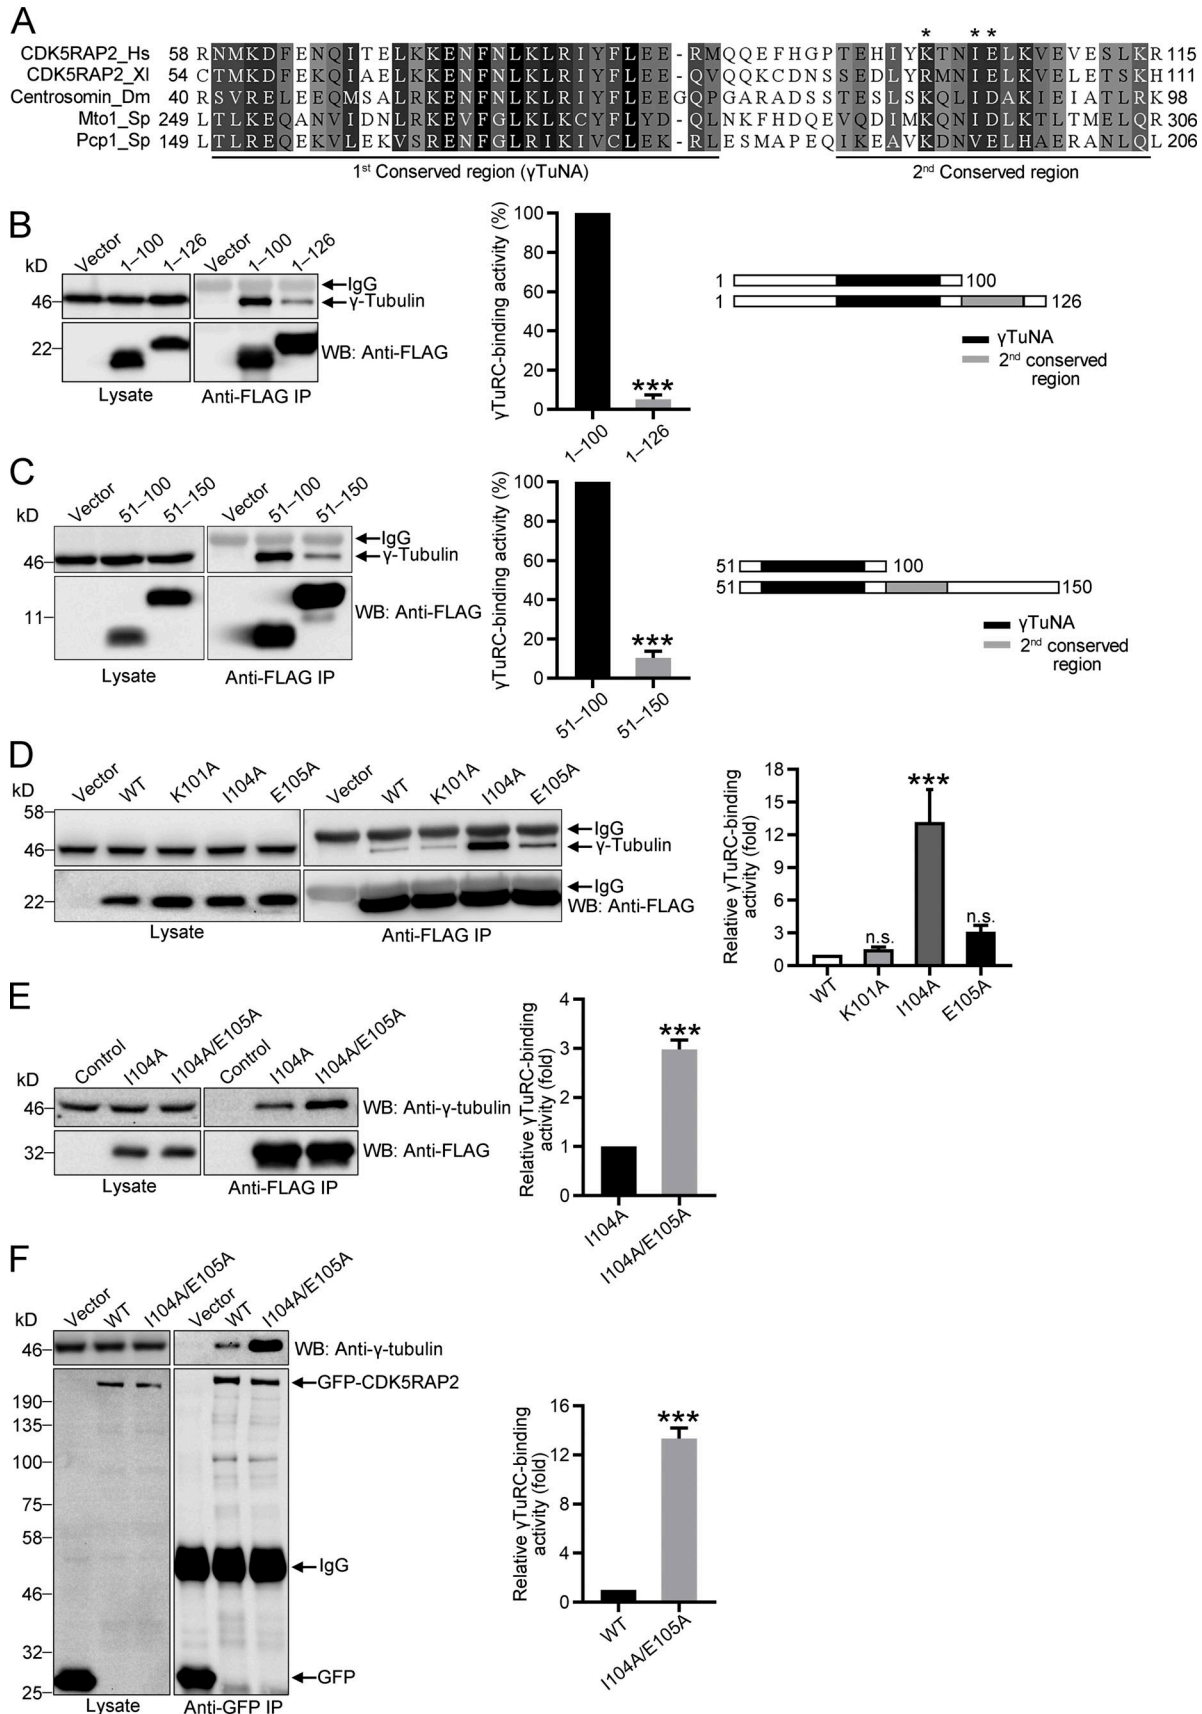 A
* * *
CDK5RAP2_Hs 58 RNMKDFENQITELKKENFNLKLRIYFLEE-RMQQEFHGPTEHIYKTNIELKVEVESLKR 115
CDK5RAP2_Xl 54 CTMKDFEKQIAELKKENFNLKLRIYFLEE-QVQQKCDNSSEDLYRMNIELKVELETSKH 111
Centrosomin_Dm 40 RSVRELEEQMSALRKENFNLKLRIYFLEEGQPGARADSSTESLSKQLIDAKIEIATLRK 98
Mto1_Sp 249 LTLKEQANVIDNLRKEVFGLKLKCYFLYD-QLNKFHDQEVQDIMKQNIDLKTLTMELQR 306
Pcp1_Sp 149 LTLREQEKVLEKVSRENFGLRIKIVCLEK-RLESMAPEQIKEAVKDNVELHAERANLQL 206
1st Conserved region (γTuNA) 2nd Conserved region
B
kD
Vector 1–100 1–126 Vector 1–100 1–126
46
22
IgG
γ-Tubulin
WB: Anti-FLAG
Lysate Anti-FLAG IP
γTuRC-binding activity (%)
100
80
60
40
20
0
***
1–100 1–126
1 100
1 126
γTuNA
2nd conserved
region
C
kD
Vector 51–100 51–150 Vector 51–100 51–150
46
11
IgG
γ-Tubulin
WB: Anti-FLAG
Lysate Anti-FLAG IP
γTuRC-binding activity (%)
100
80
60
40
20
0
***
51–100 51–150
51 100
51 150
γTuNA
2nd conserved
region
D
kD
Vector WT K101A I104A E105A Vector WT K101A I104A E105A
58
46
22
IgG
γ-Tubulin
IgG
WB: Anti-FLAG
Lysate Anti-FLAG IP
Relative γTuRC-binding
activity (fold)
18
15
12
9
6
3
0
n.s. *** n.s.
WT K101A I104A E105A
E
kD
Control I104A I104A/E105A Control I104A I104A/E105A
46
32
WB: Anti-γ-tubulin
WB: Anti-FLAG
Lysate Anti-FLAG IP
Relative γTuRC-binding
activity (fold)
4
3
2
1
0
***
I104A I104A/E105A
F
kD
Vector WT I104A/E105A Vector WT I104A/E105A
46
190
135
100
75
58
46
32
25
WB: Anti-γ-tubulin
GFP-CDK5RAP2
IgG
GFP
Lysate Anti-GFP IP
Relative γTuRC-binding
activity (fold)
16
12
8
4
0
***
WT I104A/E105A